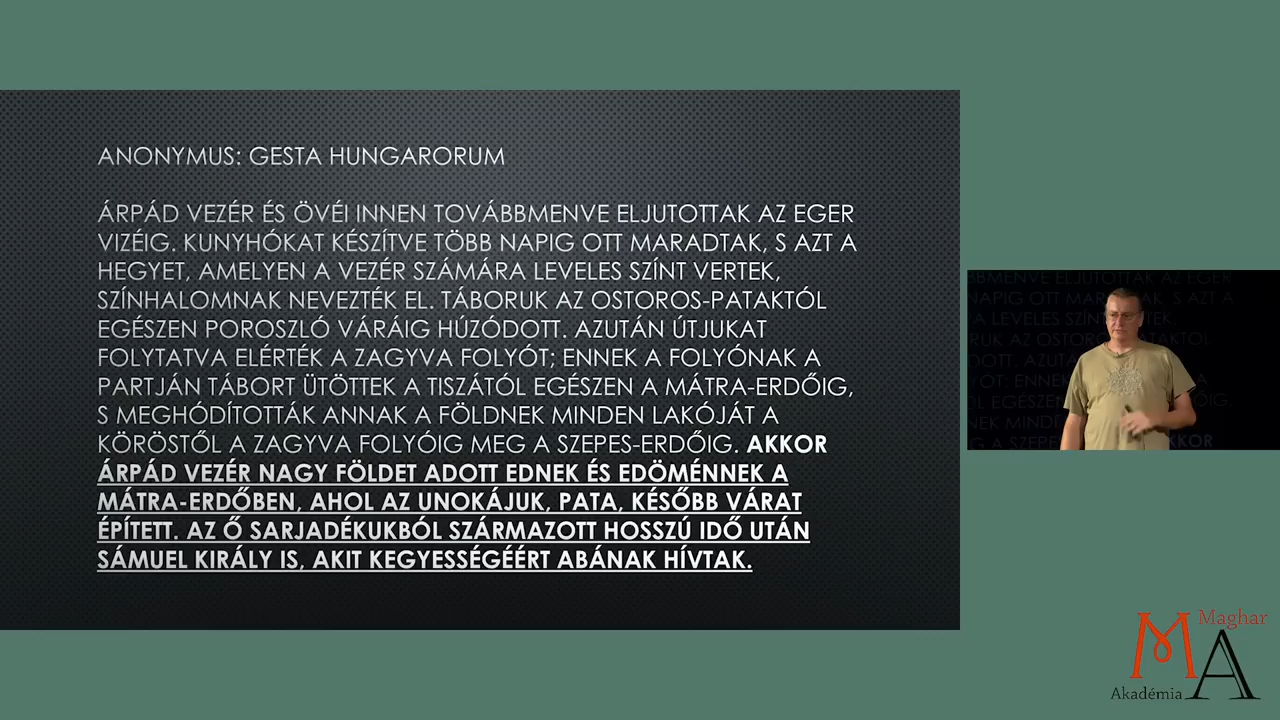 ANONYMUS: GESTA HUNGARORUM
ÁRPÁD VEZÉR ÉS ÖVÉI INNEN TOVÁBBMENVE ELJUTOTTAK AZ EGER
VIZÉIG. KUNYHÓKAT KÉSZÍTVE TÖBB NAPIG OTT MARADTAK, S AZT A
HEGYET, AMELYEN A VEZÉR SZÁMÁRA LEVELES SZÍNT VERTEK,
SZÍNHALOMNAK NEVEZTÉK EL. TÁBORUK AZ OSTOROS-PATAKTÓL
EGÉSZEN POROSZLÓ VÁRÁIG HÚZÓDOTT. AZUTÁN ÚTJUKAT
FOLYTATVA ELÉRTÉK A ZAGYVA FOLYÓT; ENNEK A FOLYÓNAK A
PARTJÁN TÁBORT ÜTÖTTEK A TISZÁTÓL EGÉSZEN A MÁTRA-ERDŐIG,
S MEGHÓDÍTOTTÁK ANNAK A FÖLDNEK MINDEN LAKÓJÁT A
KÖRÖSTŐL A ZAGYVA FOLYÓIG MEG A SZEPES-ERDŐIG. AKKOR
ÁRPÁD VEZÉR NAGY FÖLDET ADOTT EDNEK ÉS EDÖMÉNNEK A
MÁTRA-ERDŐBEN, AHOL AZ UNOKÁJUK, PATA, KÉSŐBB VÁRAT
ÉPÍTETT. AZ Ő SARJADÉKUKBÓL SZÁRMAZOTT HOSSZÚ IDŐ UTÁN
SÁMUEL KIRÁLY IS, AKIT KEGYESSÉGÉÉRT ABÁNAK HÍVTAK.
Maghar
MA
Akadémia